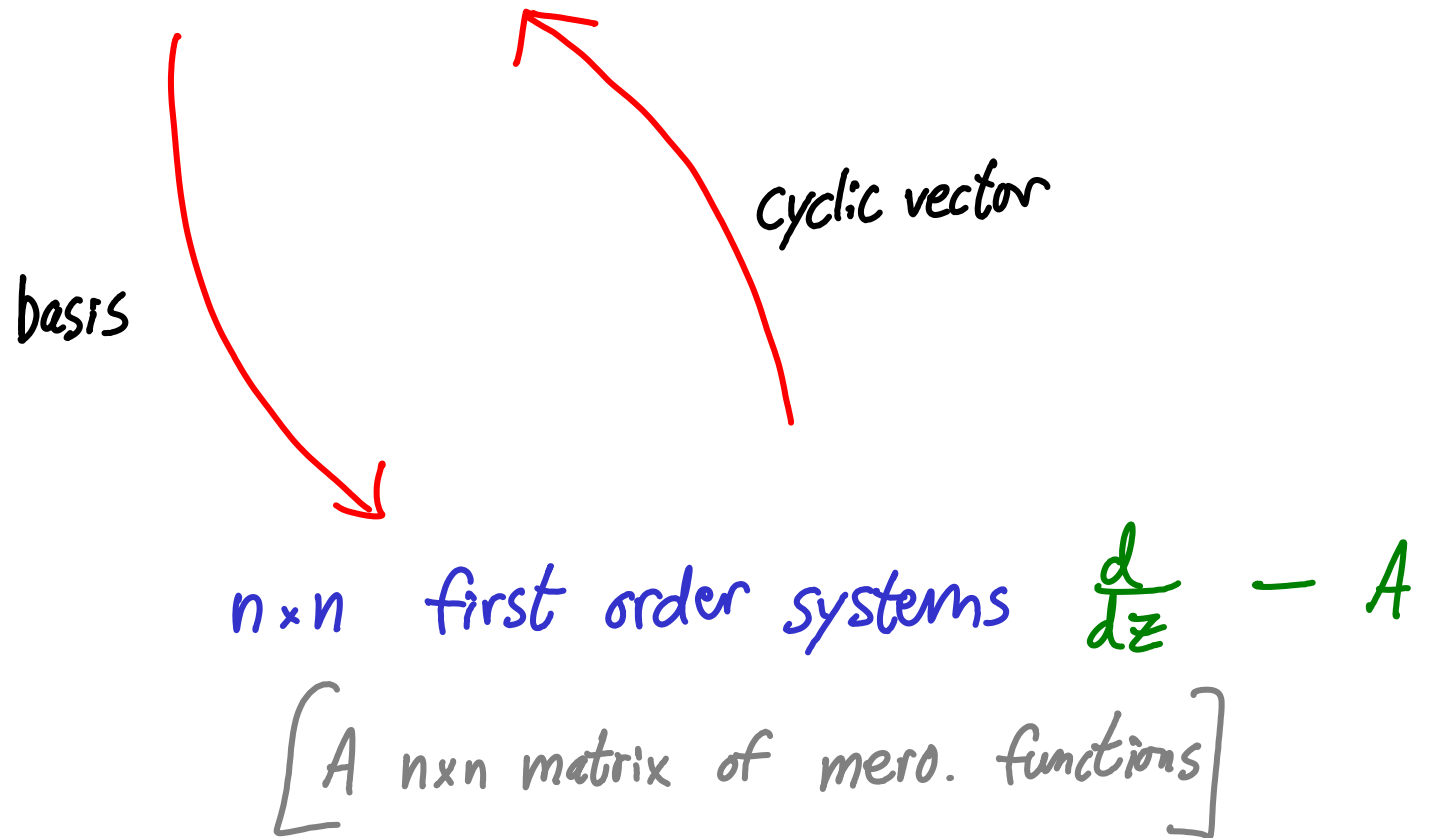 cyclic vector
basis
n×n first order systems d/dz − A
[A n×n matrix of mero. functions]